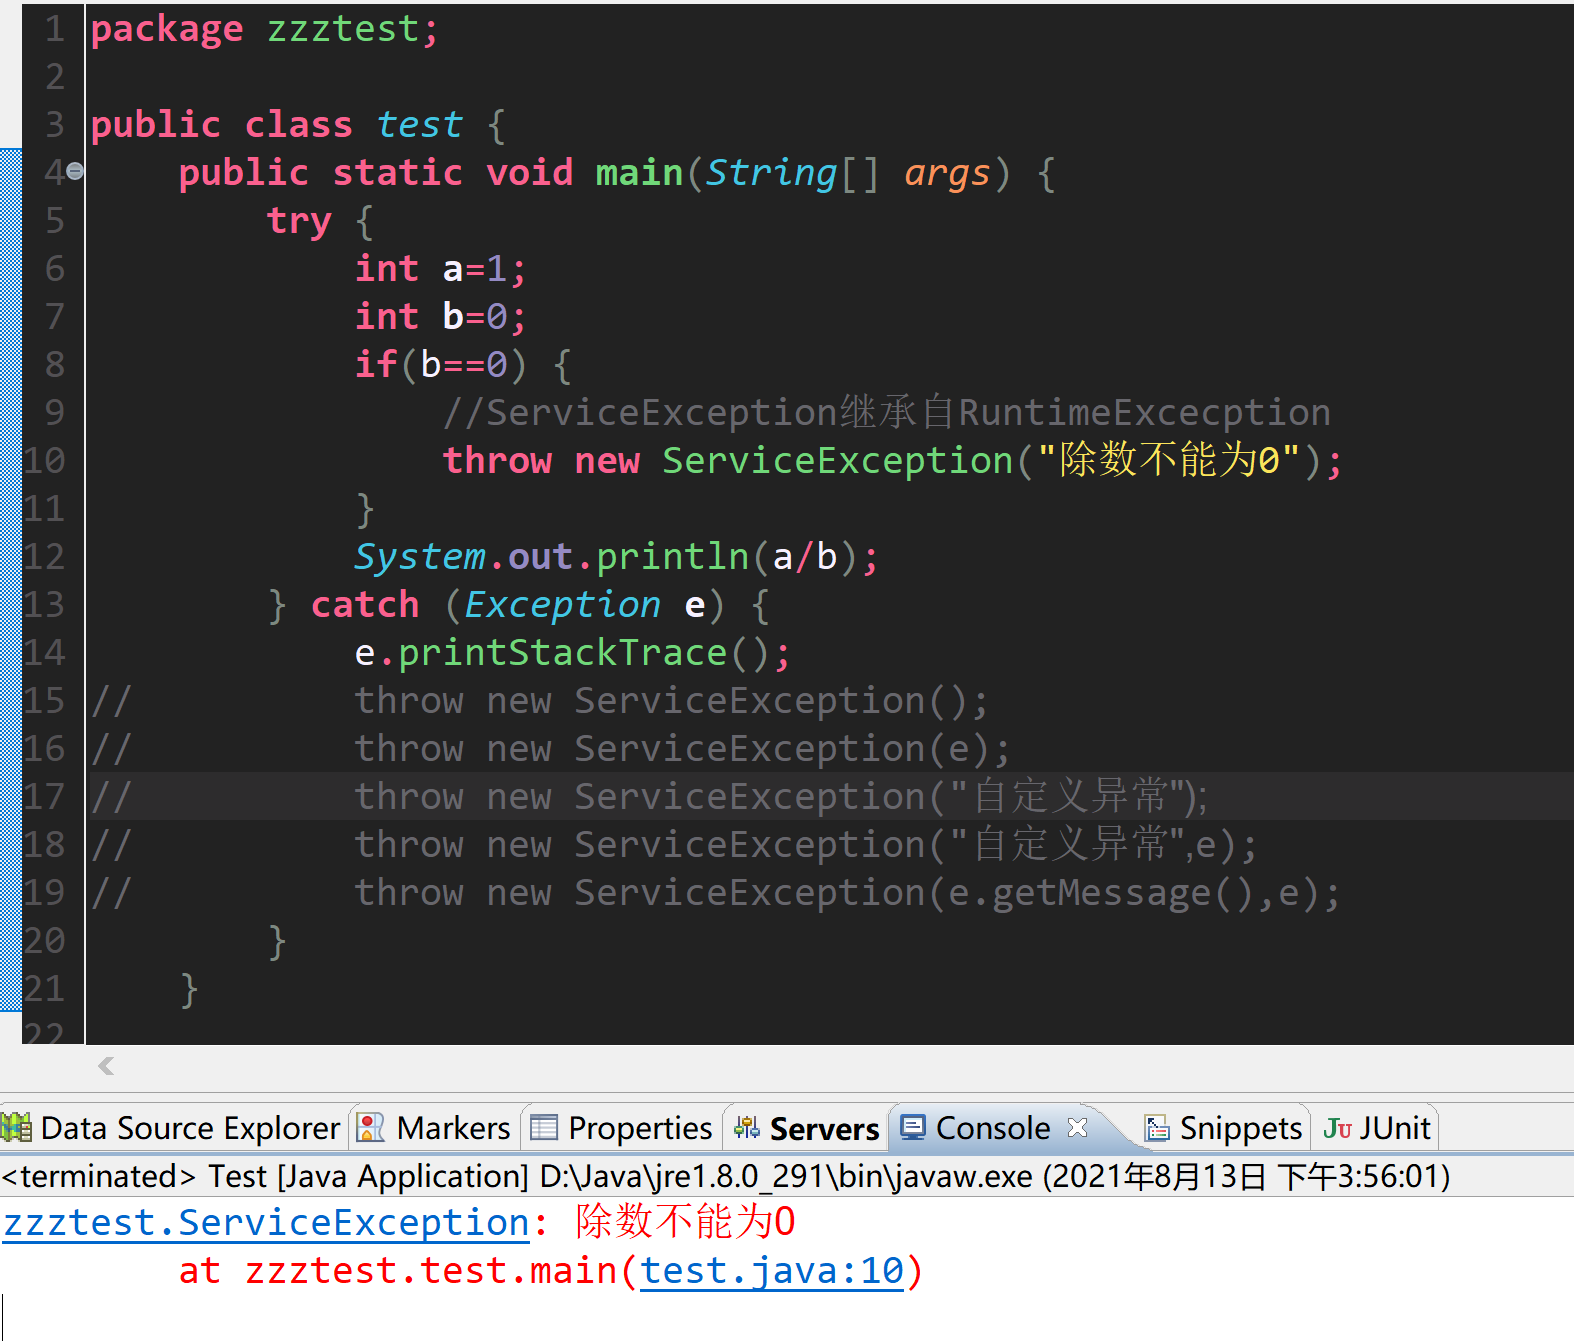 1 package zzztest;
2
3 public class test {
4     public static void main(String[] args) {
5         try {
6             int a=1;
7             int b=0;
8             if(b==0) {
9                 //ServiceException继承自RuntimeExcecption
10                 throw new ServiceException("除数不能为0");
11             }
12             System.out.println(a/b);
13         } catch (Exception e) {
14             e.printStackTrace();
15 //          throw new ServiceException();
16 //          throw new ServiceException(e);
17 //          throw new ServiceException("自定义异常");
18 //          throw new ServiceException("自定义异常",e);
19 //          throw new ServiceException(e.getMessage(),e);
20         }
21     }
22
Data Source Explorer Markers Properties Servers Console Snippets Ju JUnit
<terminated> Test [Java Application] D:\Java\jre1.8.0_291\bin\javaw.exe (2021年8月13日 下午3:56:01)
zzztest.ServiceException: 除数不能为0
        at zzztest.test.main(test.java:10)